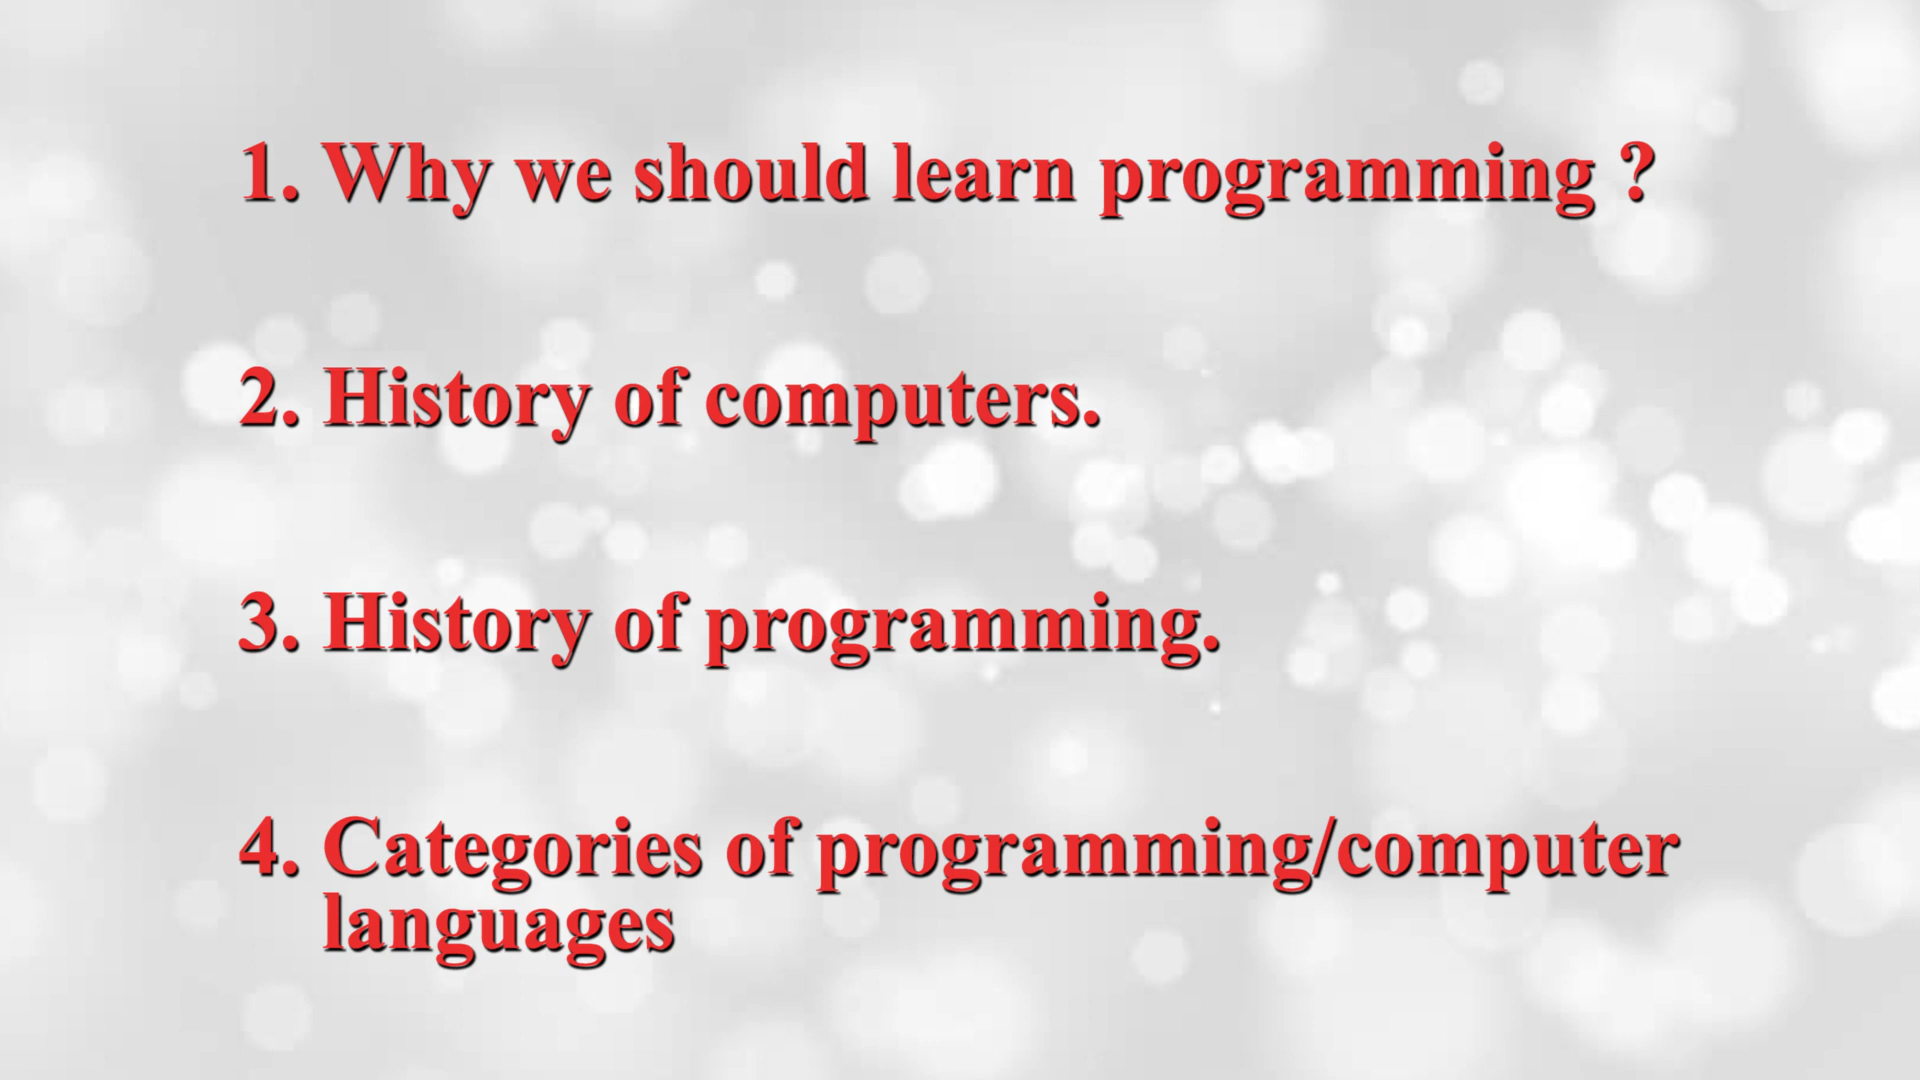 1. Why we should learn programming ?
2. History of computers.
3. History of programming.
4. Categories of programming/computer
languages